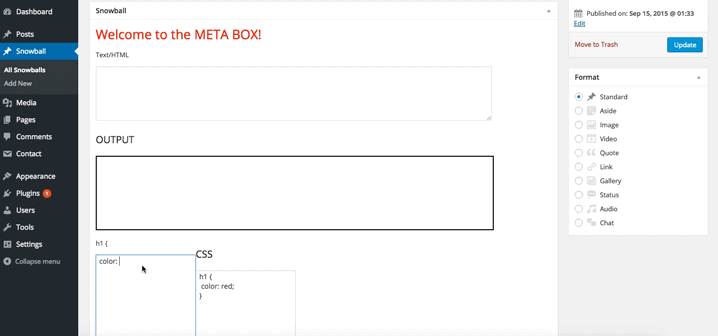 Dashboard
Posts
Snowball
All Snowballs
Add New
Media
Pages
Comments
Contact
Appearance
Plugins 1
Users
Tools
Settings
Collapse menu
Snowball
Welcome to the META BOX!
Text/HTML
OUTPUT
h1 {
color:
CSS
h1 {
color: red;
}
Published on: Sep 15, 2015 @ 01:33
Edit
Move to Trash
Update
Format
Standard
Aside
Image
Video
Quote
Link
Gallery
Status
Audio
Chat